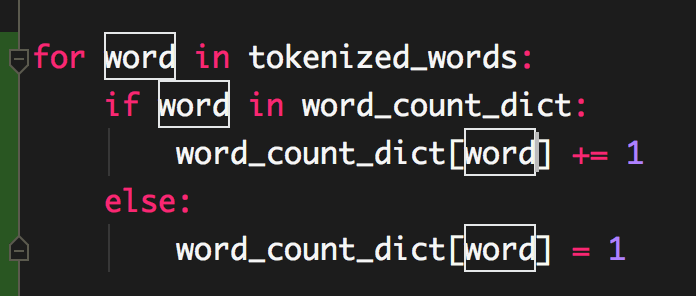 for word in tokenized_words:
    if word in word_count_dict:
        word_count_dict[word] += 1
    else:
        word_count_dict[word] = 1